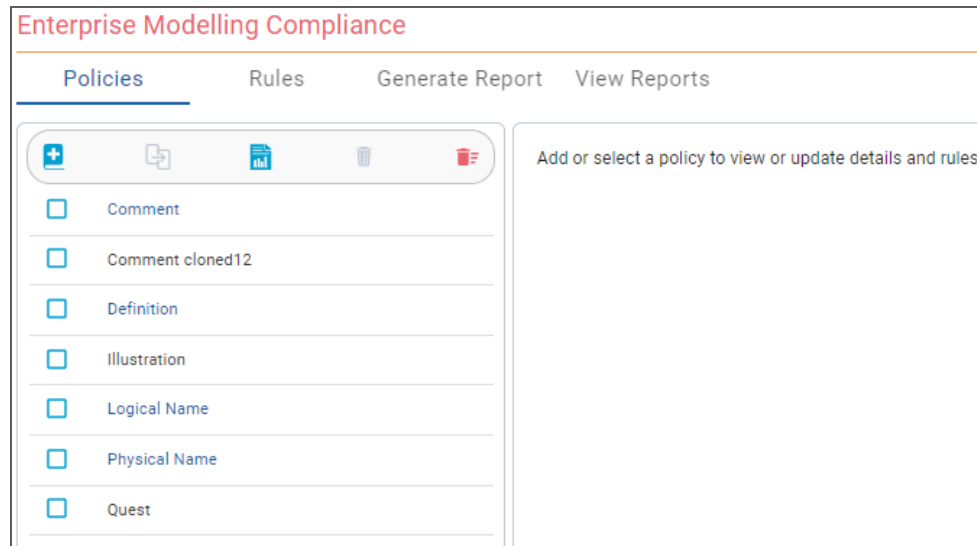 Enterprise Modelling Compliance
Policies Rules Generate Report View Reports
Add or select a policy to view or update details and rules
Comment
Comment cloned12
Definition
Illustration
Logical Name
Physical Name
Quest